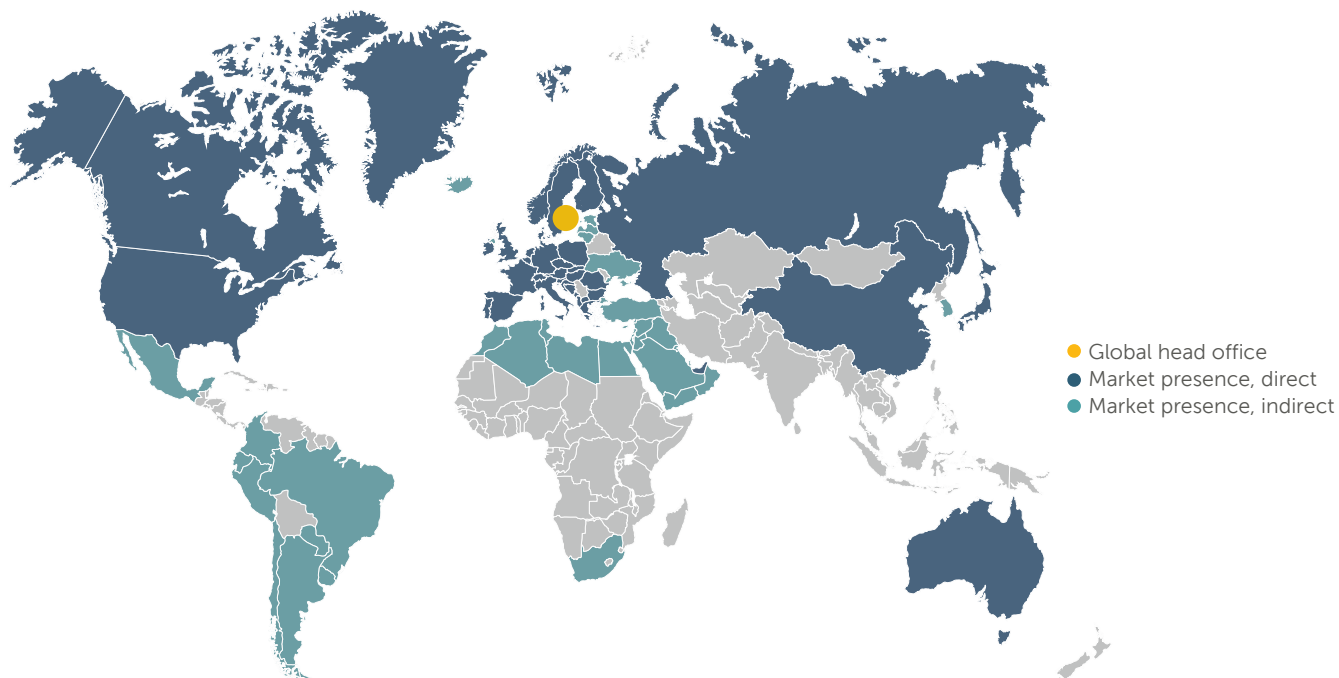 Global head office
Market presence, direct
Market presence, indirect